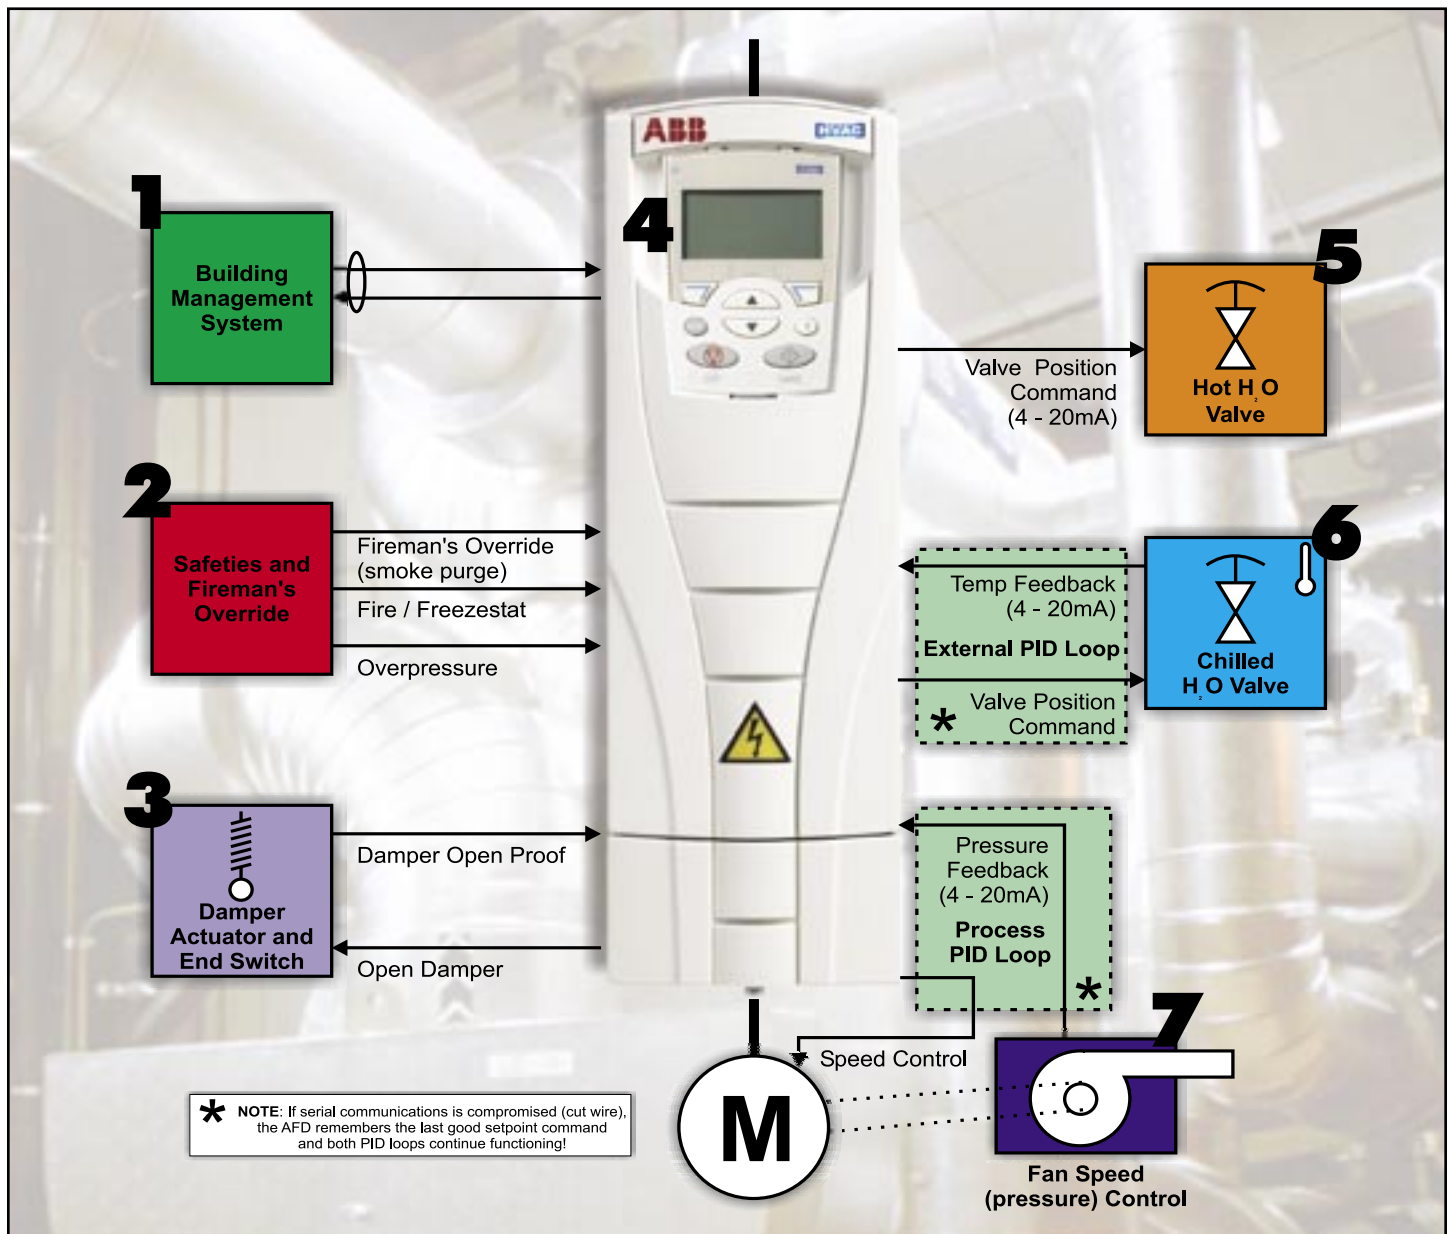 ABB
HVAC
1
Building
Management
System
2
Safeties and
Fireman's
Override
Fireman's Override
(smoke purge)
Fire / Freezestat
Overpressure
3
Damper
Actuator and
End Switch
Damper Open Proof
Open Damper
4
5
Hot H₂O
Valve
Valve Position
Command
(4 - 20mA)
6
Chilled
H₂O Valve
Temp Feedback
(4 - 20mA)
External PID Loop
* Valve Position
Command
Pressure
Feedback
(4 - 20mA)
Process
PID Loop
*
7
Speed Control
M
Fan Speed
(pressure) Control
* NOTE: If serial communications is compromised (cut wire),
the AFD remembers the last good setpoint command
and both PID loops continue functioning!